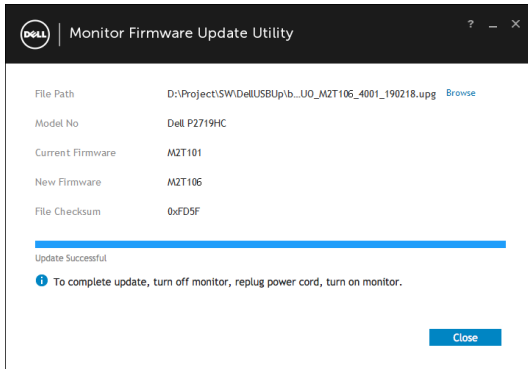 DELL Monitor Firmware Update Utility ? _ X
File Path D:\Project\SW\DellUSBUp\b...UO_M2T106_4001_190218.upg Browse
Model No Dell P2719HC
Current Firmware M2T101
New Firmware M2T106
File Checksum 0xFD5F
Update Successful
i To complete update, turn off monitor, replug power cord, turn on monitor.
Close